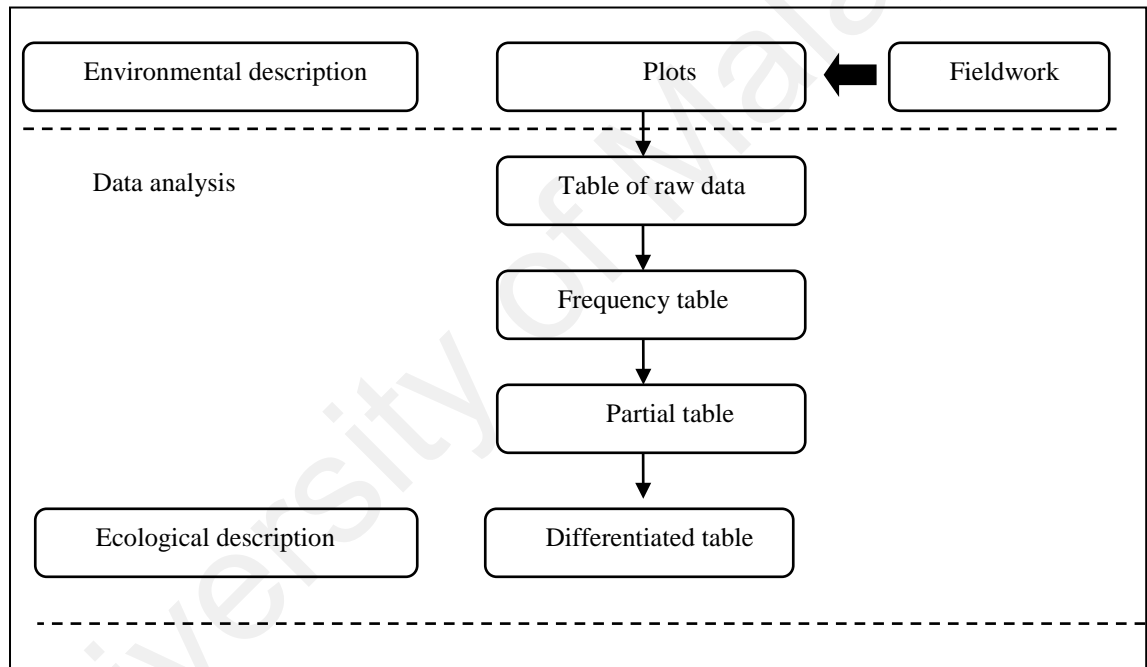 Environmental description
Plots
Fieldwork
Data analysis
Table of raw data
Frequency table
Partial table
Ecological description
Differentiated table